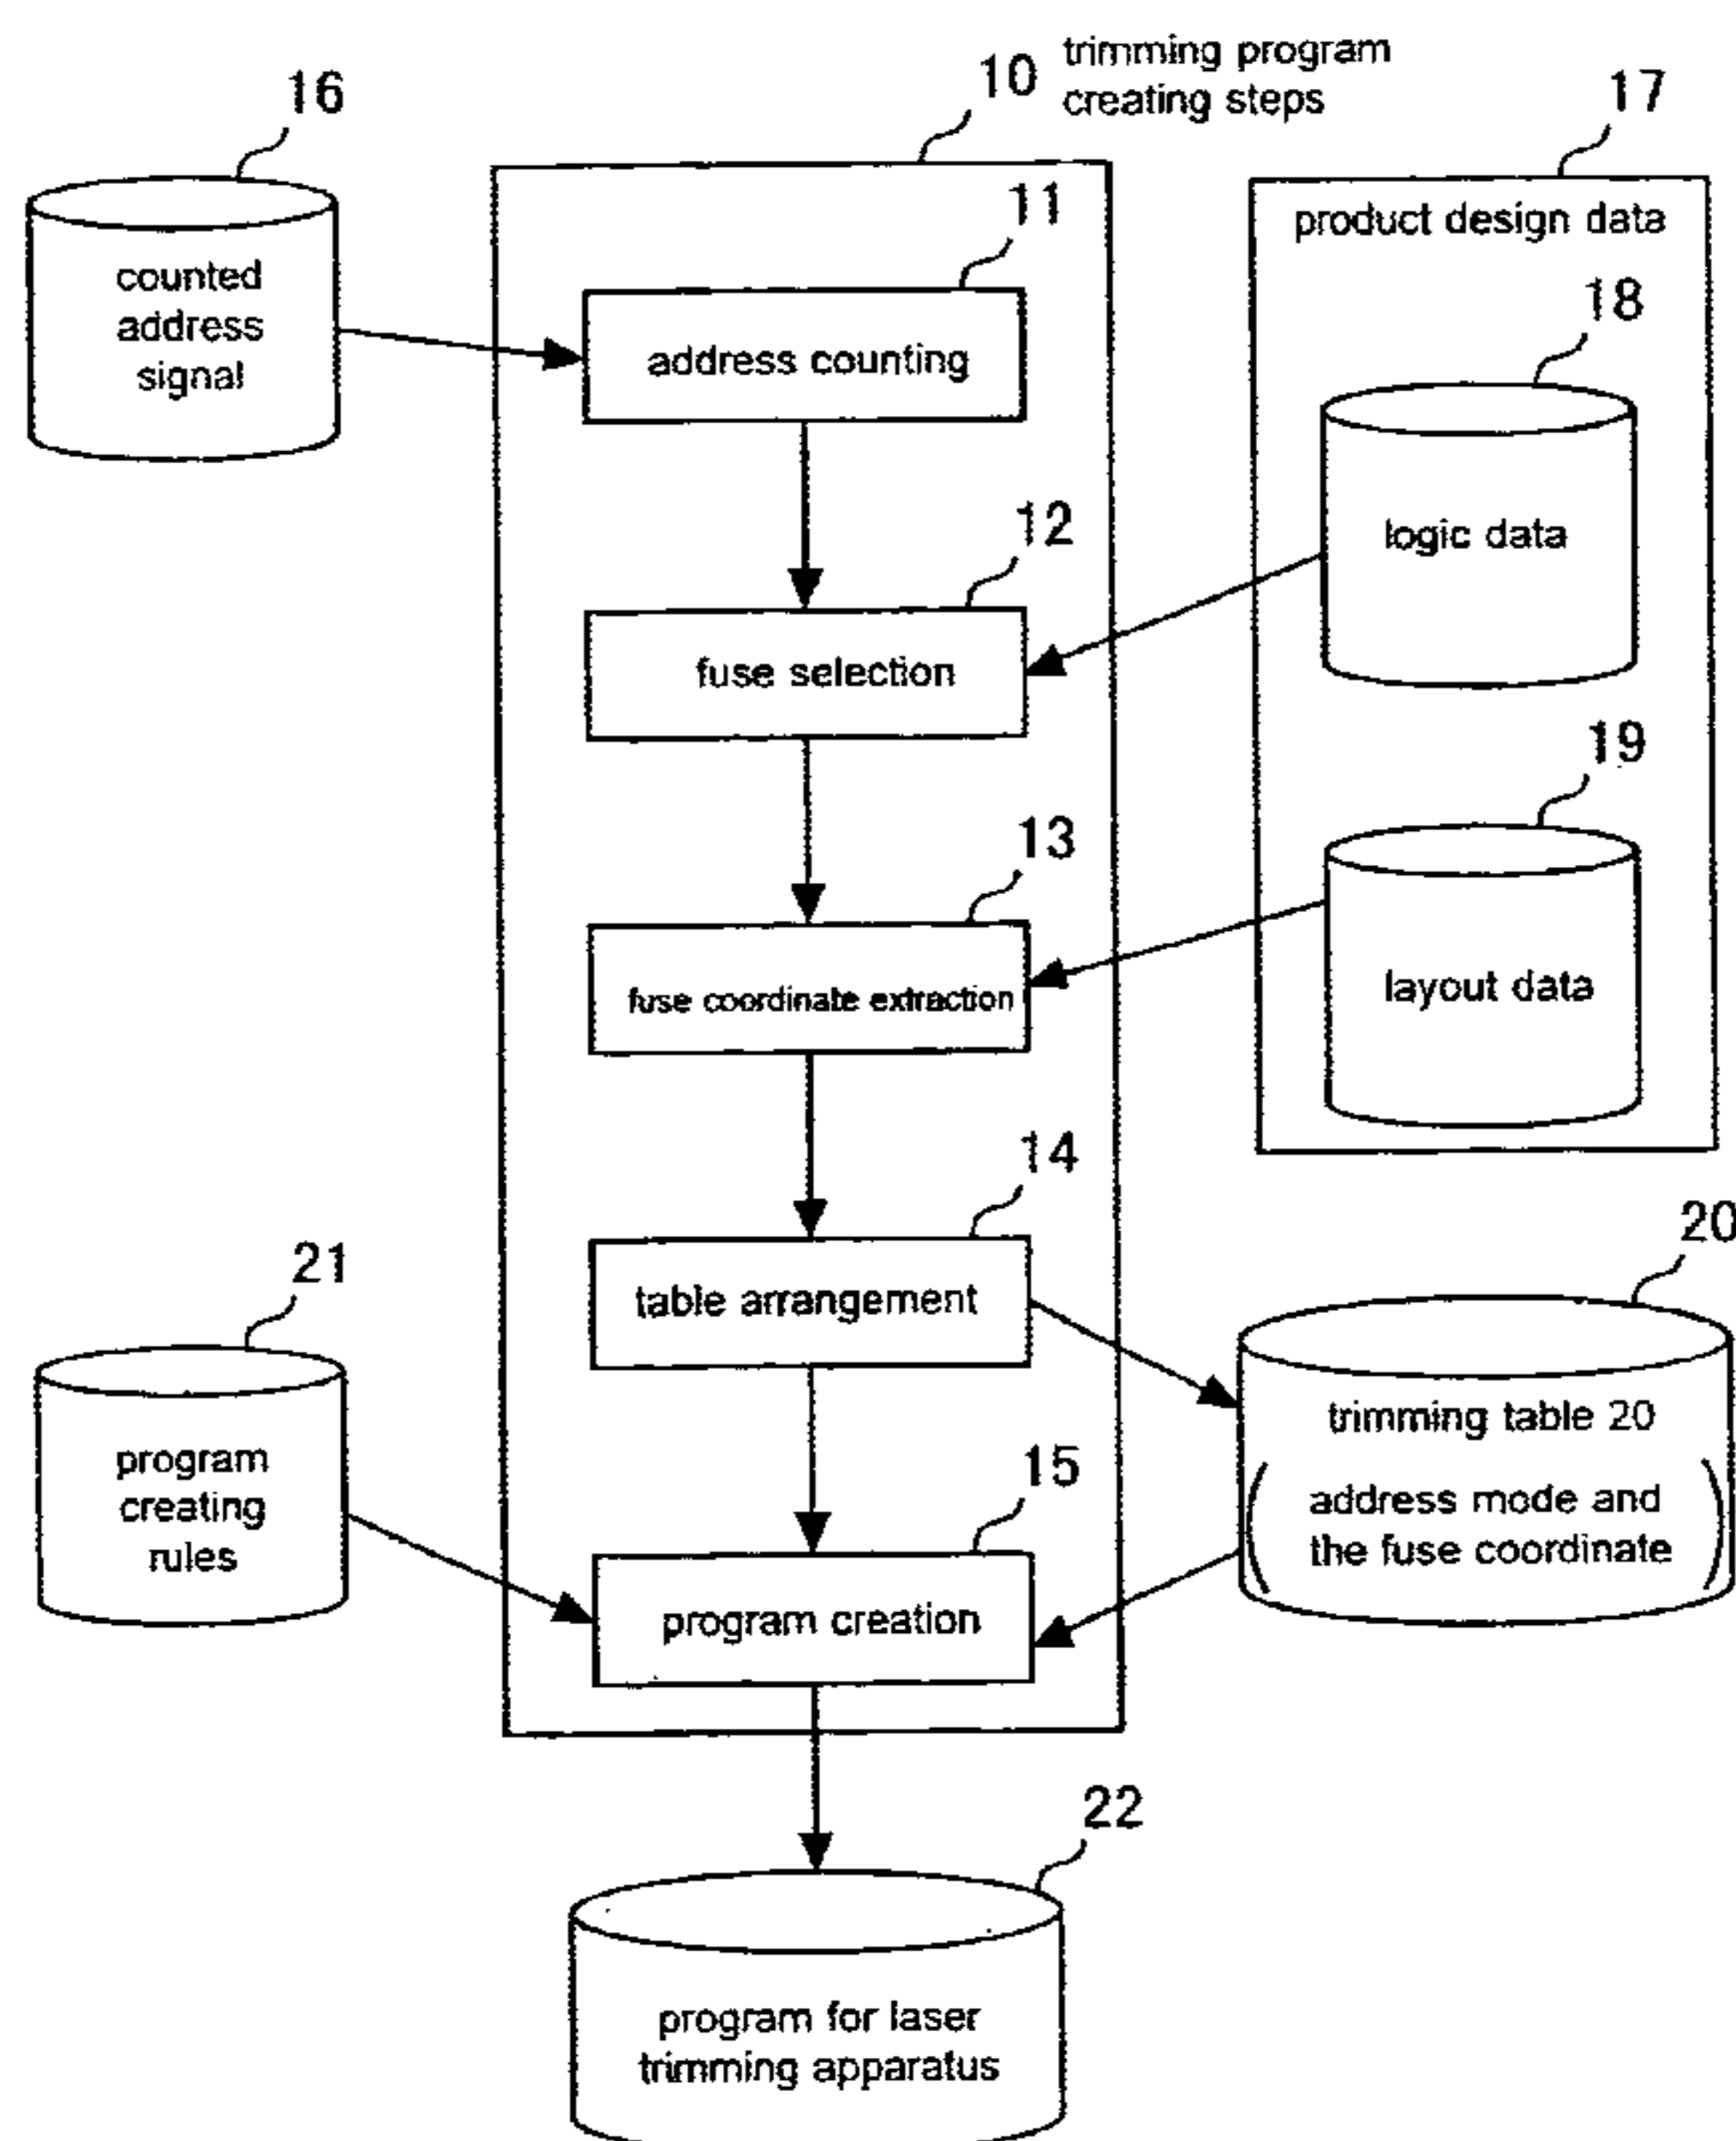 10 trimming program
creating steps
16
17
counted
address
signal
11
address counting
product design data
18
logic data
12
fuse selection
19
layout data
13
fuse coordinate extraction
14
table arrangement
20
trimming table 20
address mode and
the fuse coordinate
21
program
creating
rules
15
program creation
22
program for laser
trimming apparatus